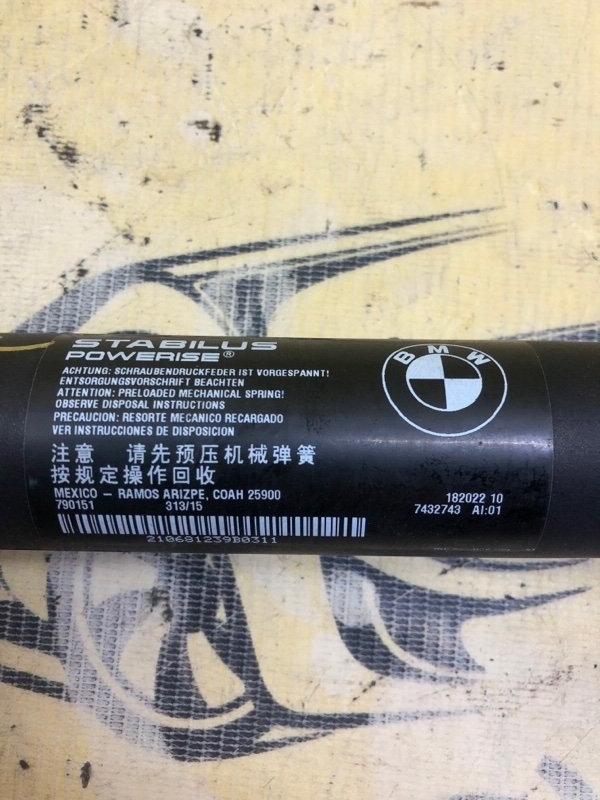 STABILUS
POWERISE®
ACHTUNG: SCHRAUBENDRUCKFEDER IST VORGESPANNT!
ENTSORGUNGSVORSCHRIFT BEACHTEN
ATTENTION: PRELOADED MECHANICAL SPRING!
OBSERVE DISPOSAL INSTRUCTIONS
PRECAUCION: RESORTE MECANICO RECARGADO
VER INSTRUCCIONES DE DISPOSICION
注意 请先预压机械弹簧
按规定操作回收
MEXICO – RAMOS ARIZPE, COAH 25900
790151 313/15
210681239B0311
BMW
182022 10
7432743 AI:01